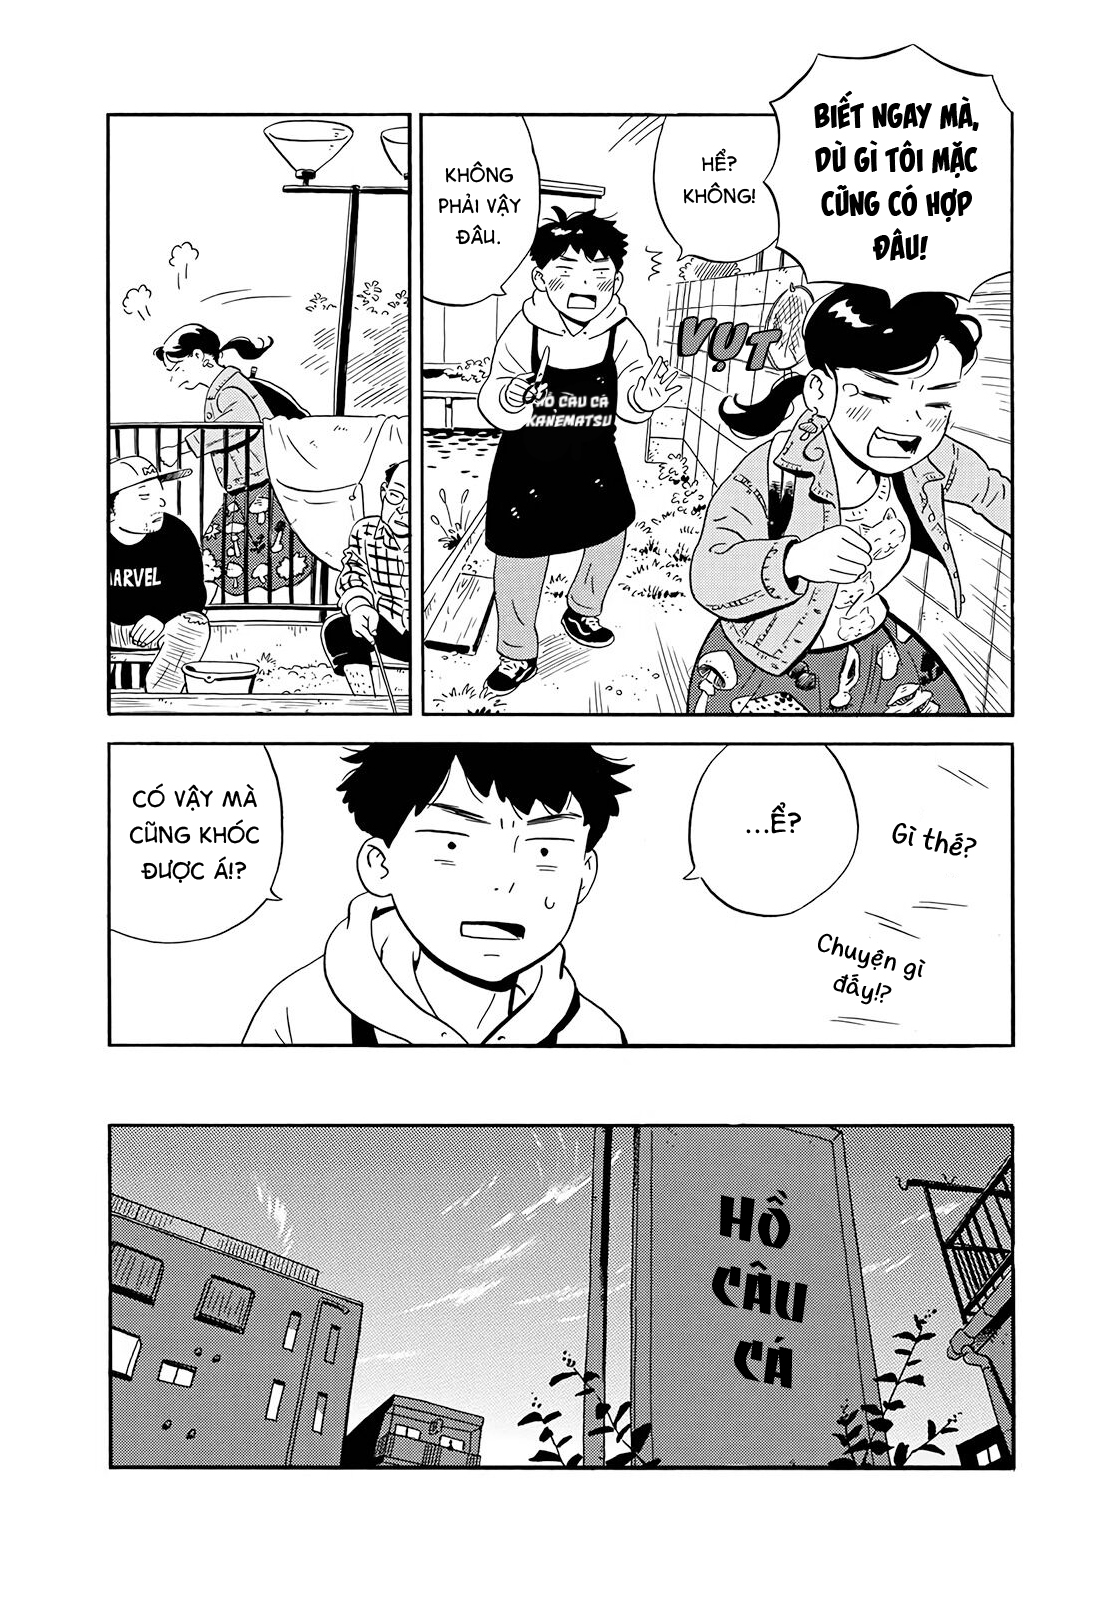 BIẾT NGAY MÀ,
DÙ GÌ TÔI MẶC
CŨNG CÓ HỢP
ĐÂU!
HỂ?
KHÔNG!
KHÔNG
PHẢI VẬY
ĐÂU.
VỤT
HỒ CÂU CÁ
KANEMATSU
MARVEL
Gì thế?
Chuyện gì
đấy!?
...Ể?
CÓ VẬY MÀ
CŨNG KHÓC
ĐƯỢC Á!?
HỒ
CÂU
CÁ